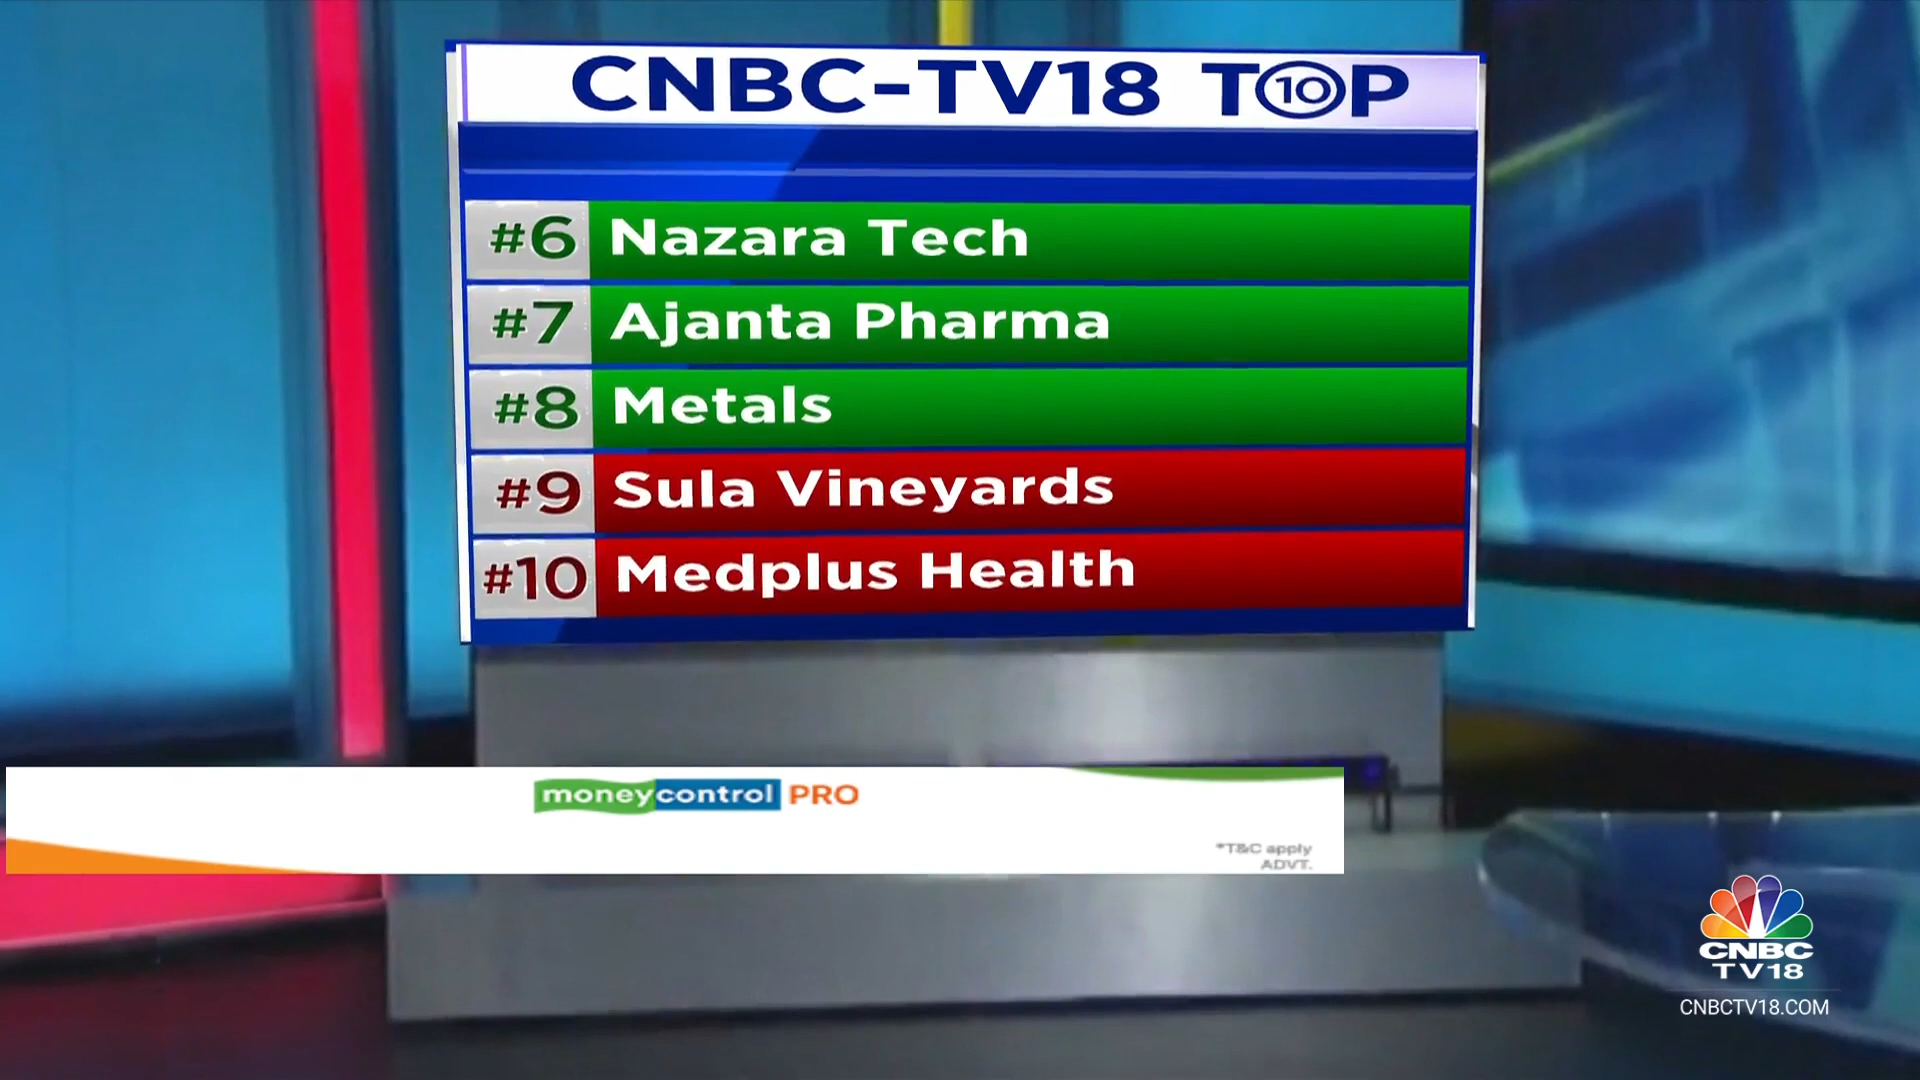 CNBC-TV18 T10P
#6 Nazara Tech
#7 Ajanta Pharma
#8 Metals
#9 Sula Vineyards
#10 Medplus Health
moneycontrol PRO
*T&C apply
ADVT.
CNBC
TV18
CNBCTV18.COM